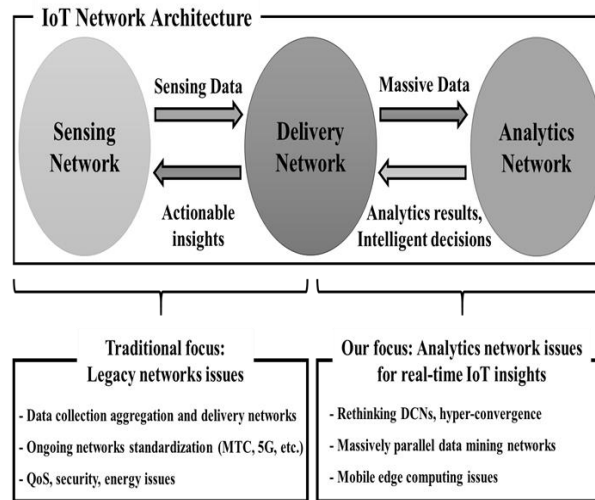 IoT Network Architecture
Sensing Data
Massive Data
Sensing
Network
Delivery
Network
Analytics
Network
Actionable
insights
Analytics results,
Intelligent decisions
Traditional focus:
Legacy networks issues
- Data collection aggregation and delivery networks
- Ongoing networks standardization (MTC, 5G, etc.)
- QoS, security, energy issues
Our focus: Analytics network issues
for real-time IoT insights
- Rethinking DCNs, hyper-convergence
- Massively parallel data mining networks
- Mobile edge computing issues